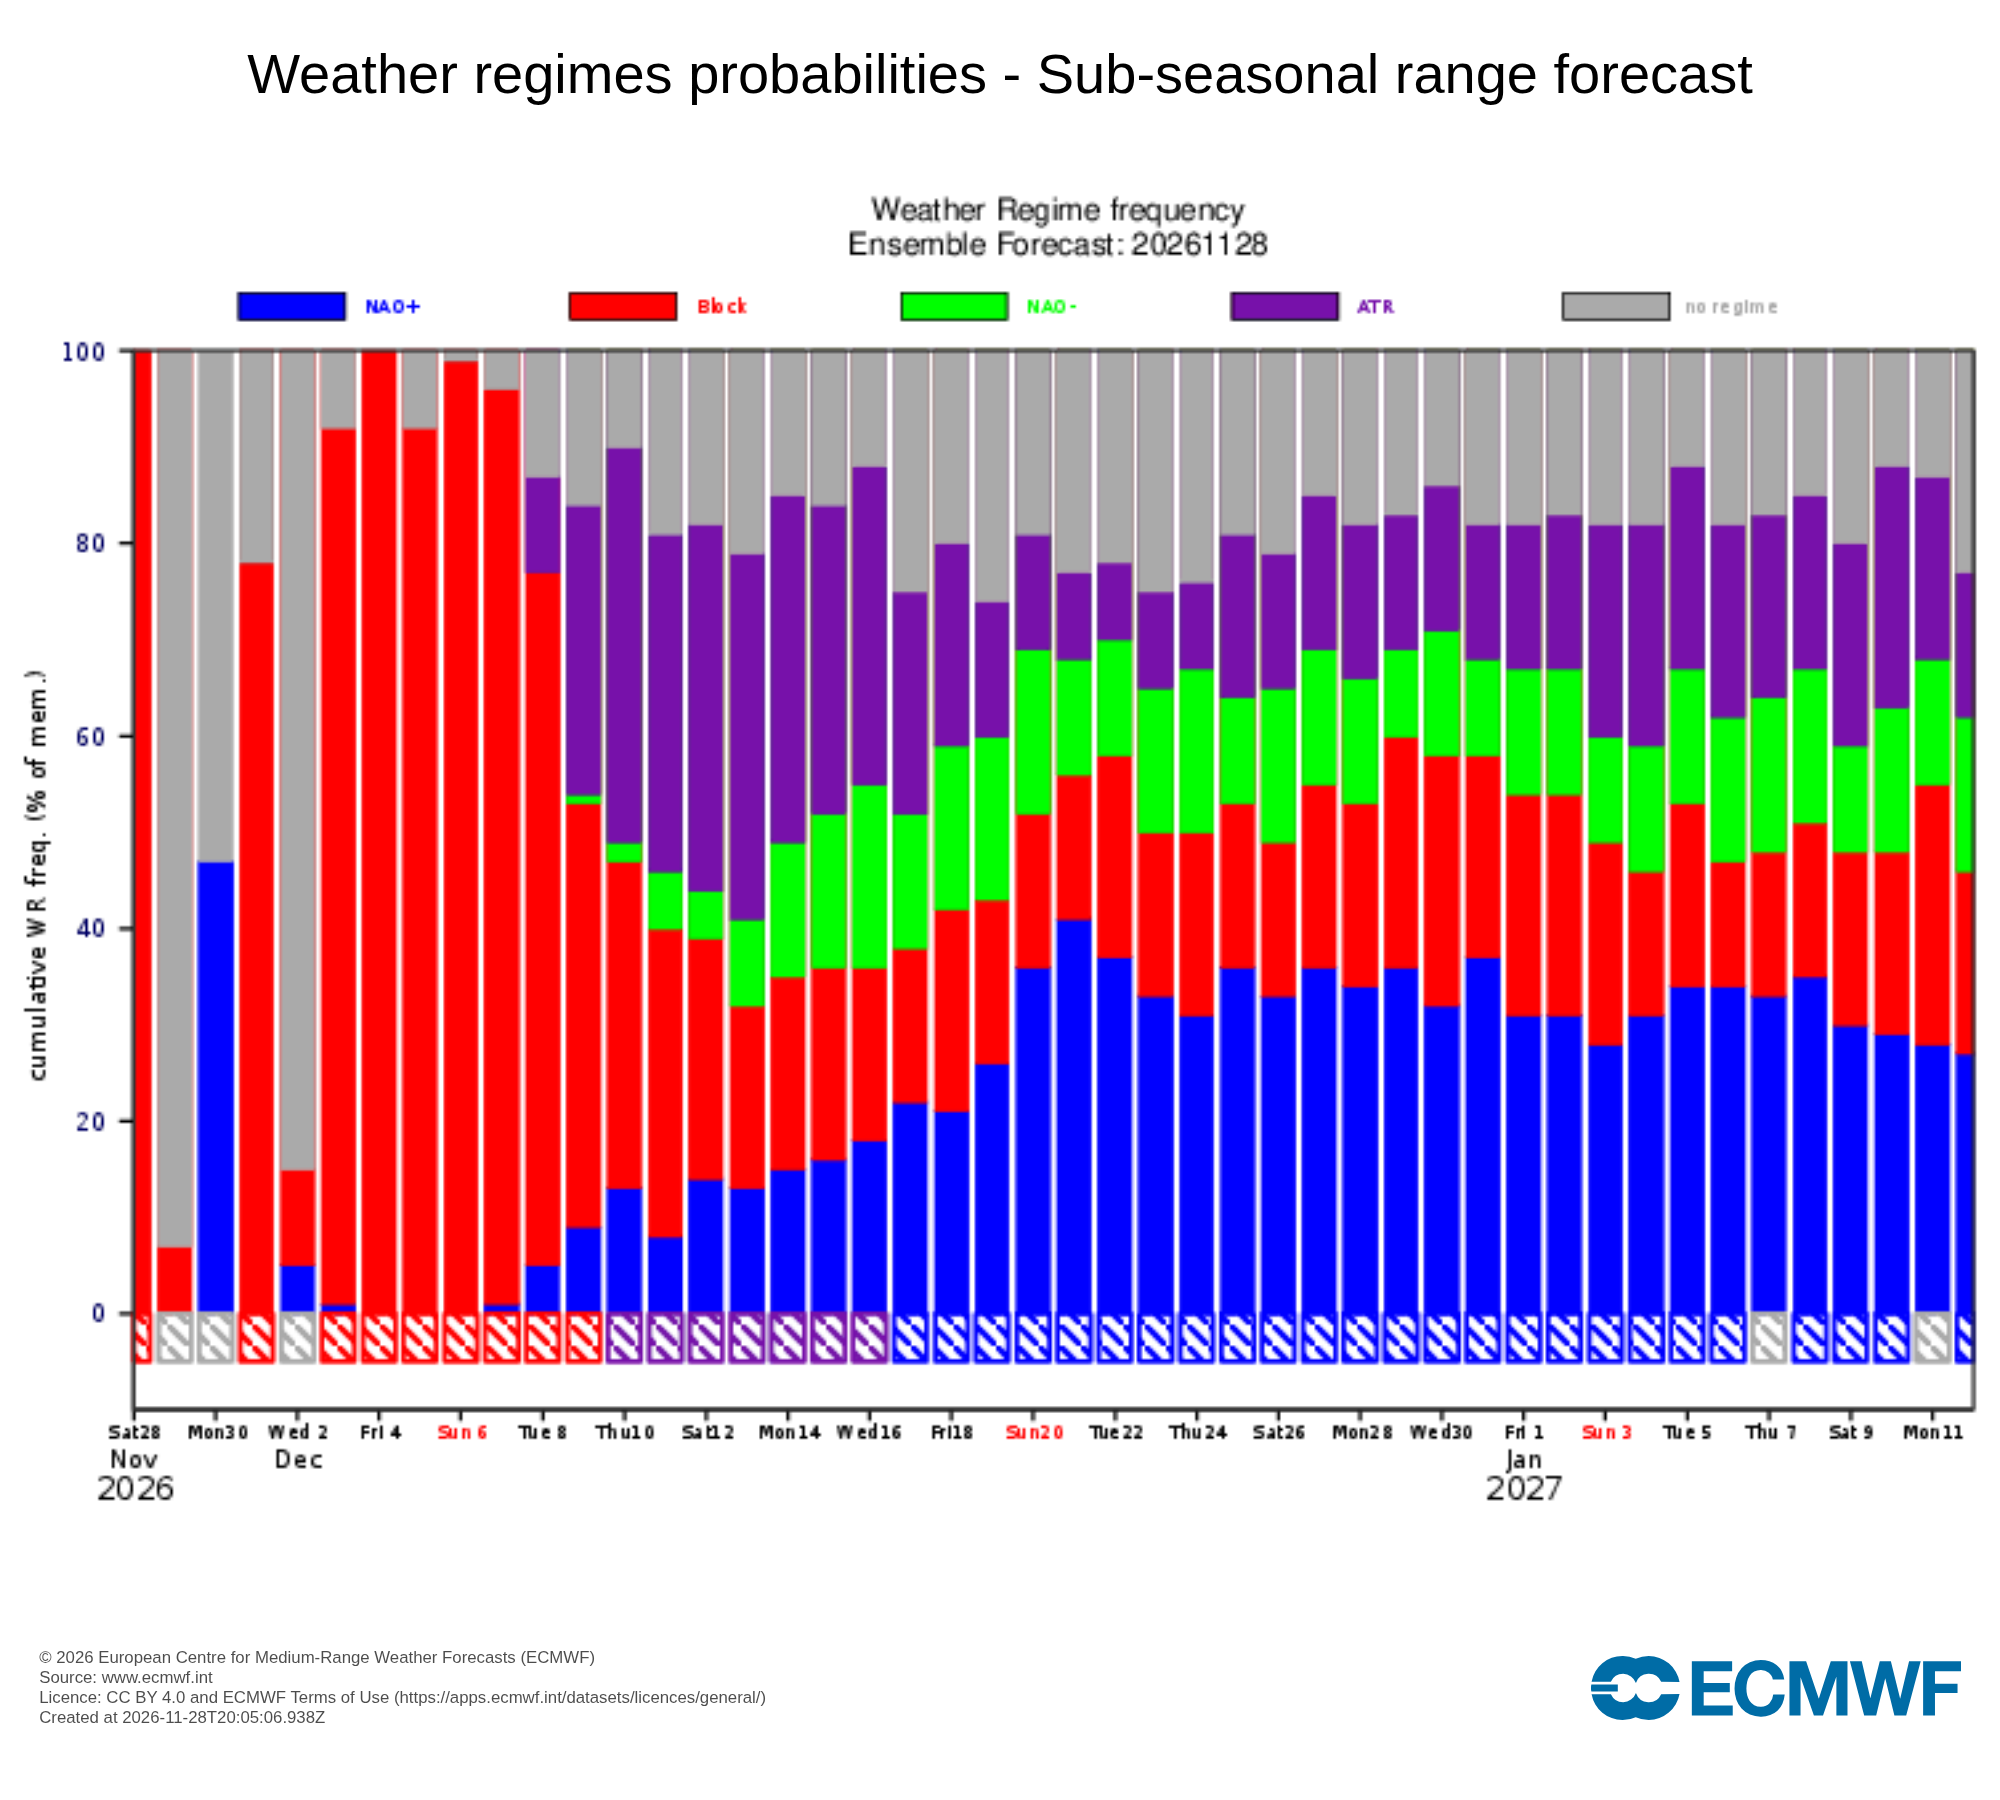 Weather regimes probabilities - Sub-seasonal range forecast
Weather Regime frequency
Ensemble Forecast: 20261128
NAO+ Block NAO- ATR no regime
100
80
60
40
20
0
cumulative WR freq. (% of mem.)
Sat28 Mon30 Wed 2 Fri 4 Sun 6 Tue 8 Thu10 Sat12 Mon14 Wed16 Fri18 Sun20 Tue22 Thu24 Sat26 Mon28 Wed30 Fri 1 Sun 3 Tue 5 Thu 7 Sat 9 Mon11
Nov Dec Jan
2026 2027
© 2026 European Centre for Medium-Range Weather Forecasts (ECMWF)
Source: www.ecmwf.int
Licence: CC BY 4.0 and ECMWF Terms of Use (https://apps.ecmwf.int/datasets/licences/general/)
Created at 2026-11-28T20:05:06.938Z
ECMWF